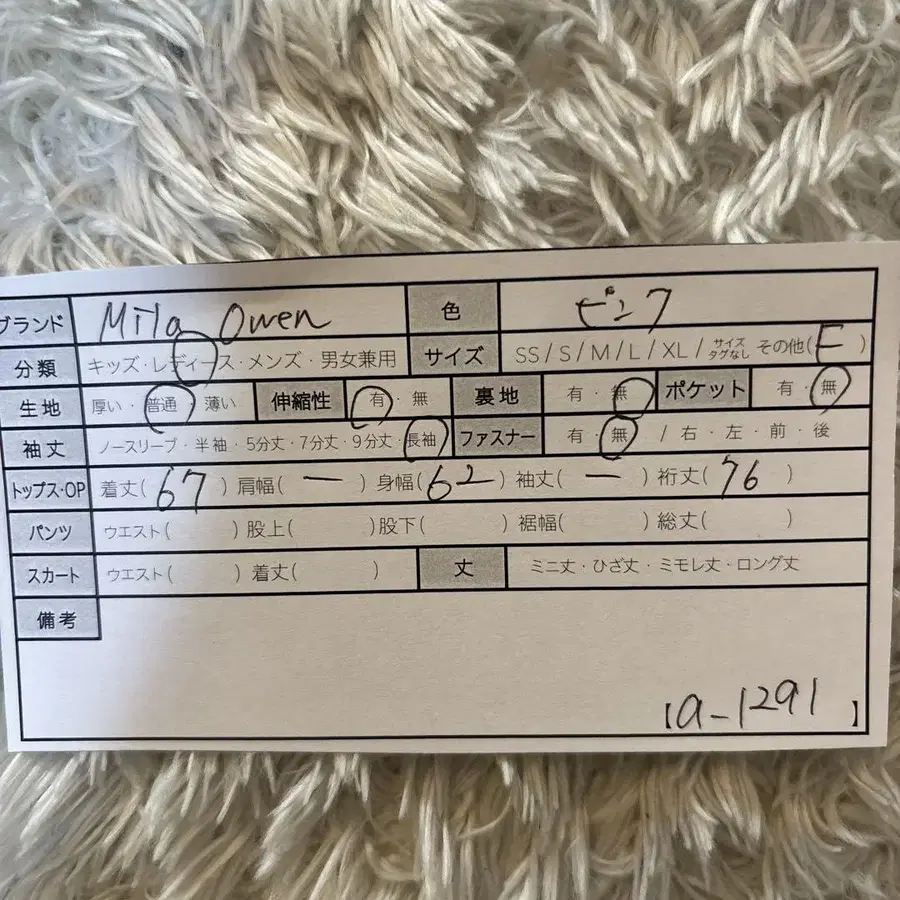 ブランド Mila Owen 色 ピンク
分類 キッズ・レディース・メンズ・男女兼用 サイズ SS / S / M / L / XL / サイズタグなし その他(F)
生地 厚い・普通・薄い 伸縮性 有・無 裏地 有・無 ポケット 有・無
袖丈 ノースリーブ・半袖・5分丈・7分丈・9分丈・長袖 ファスナー 有・無 / 右・左・前・後
トップス・OP 着丈(67) 肩幅(ー) 身幅(62) 袖丈(ー) 裄丈(76)
パンツ ウエスト( ) 股上( ) 股下( ) 裾幅( ) 総丈( )
スカート ウエスト( ) 着丈( ) 丈 ミニ丈・ひざ丈・ミモレ丈・ロング丈
備考
【a-1291】